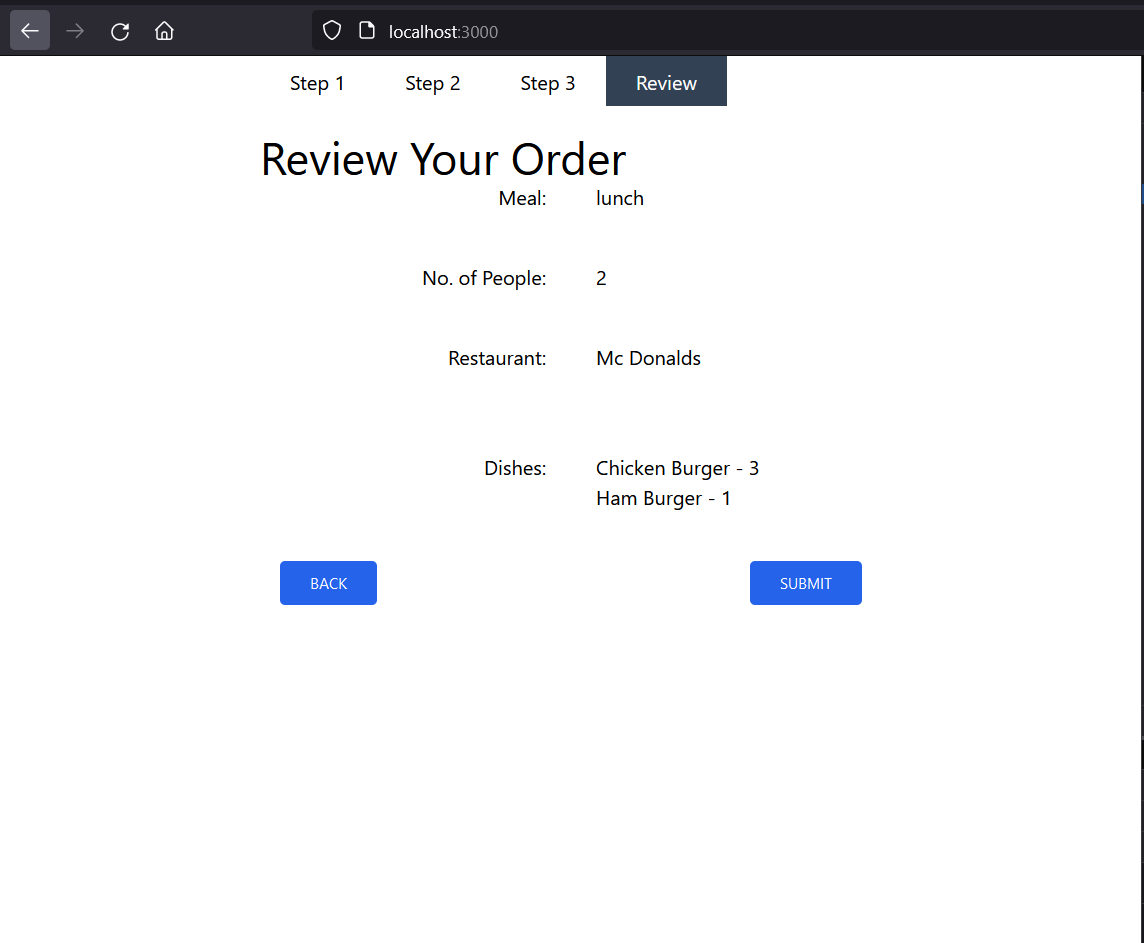 localhost:3000
Step 1 Step 2 Step 3 Review
Review Your Order
Meal: lunch
No. of People: 2
Restaurant: Mc Donalds
Dishes: Chicken Burger - 3
Ham Burger - 1
BACK SUBMIT